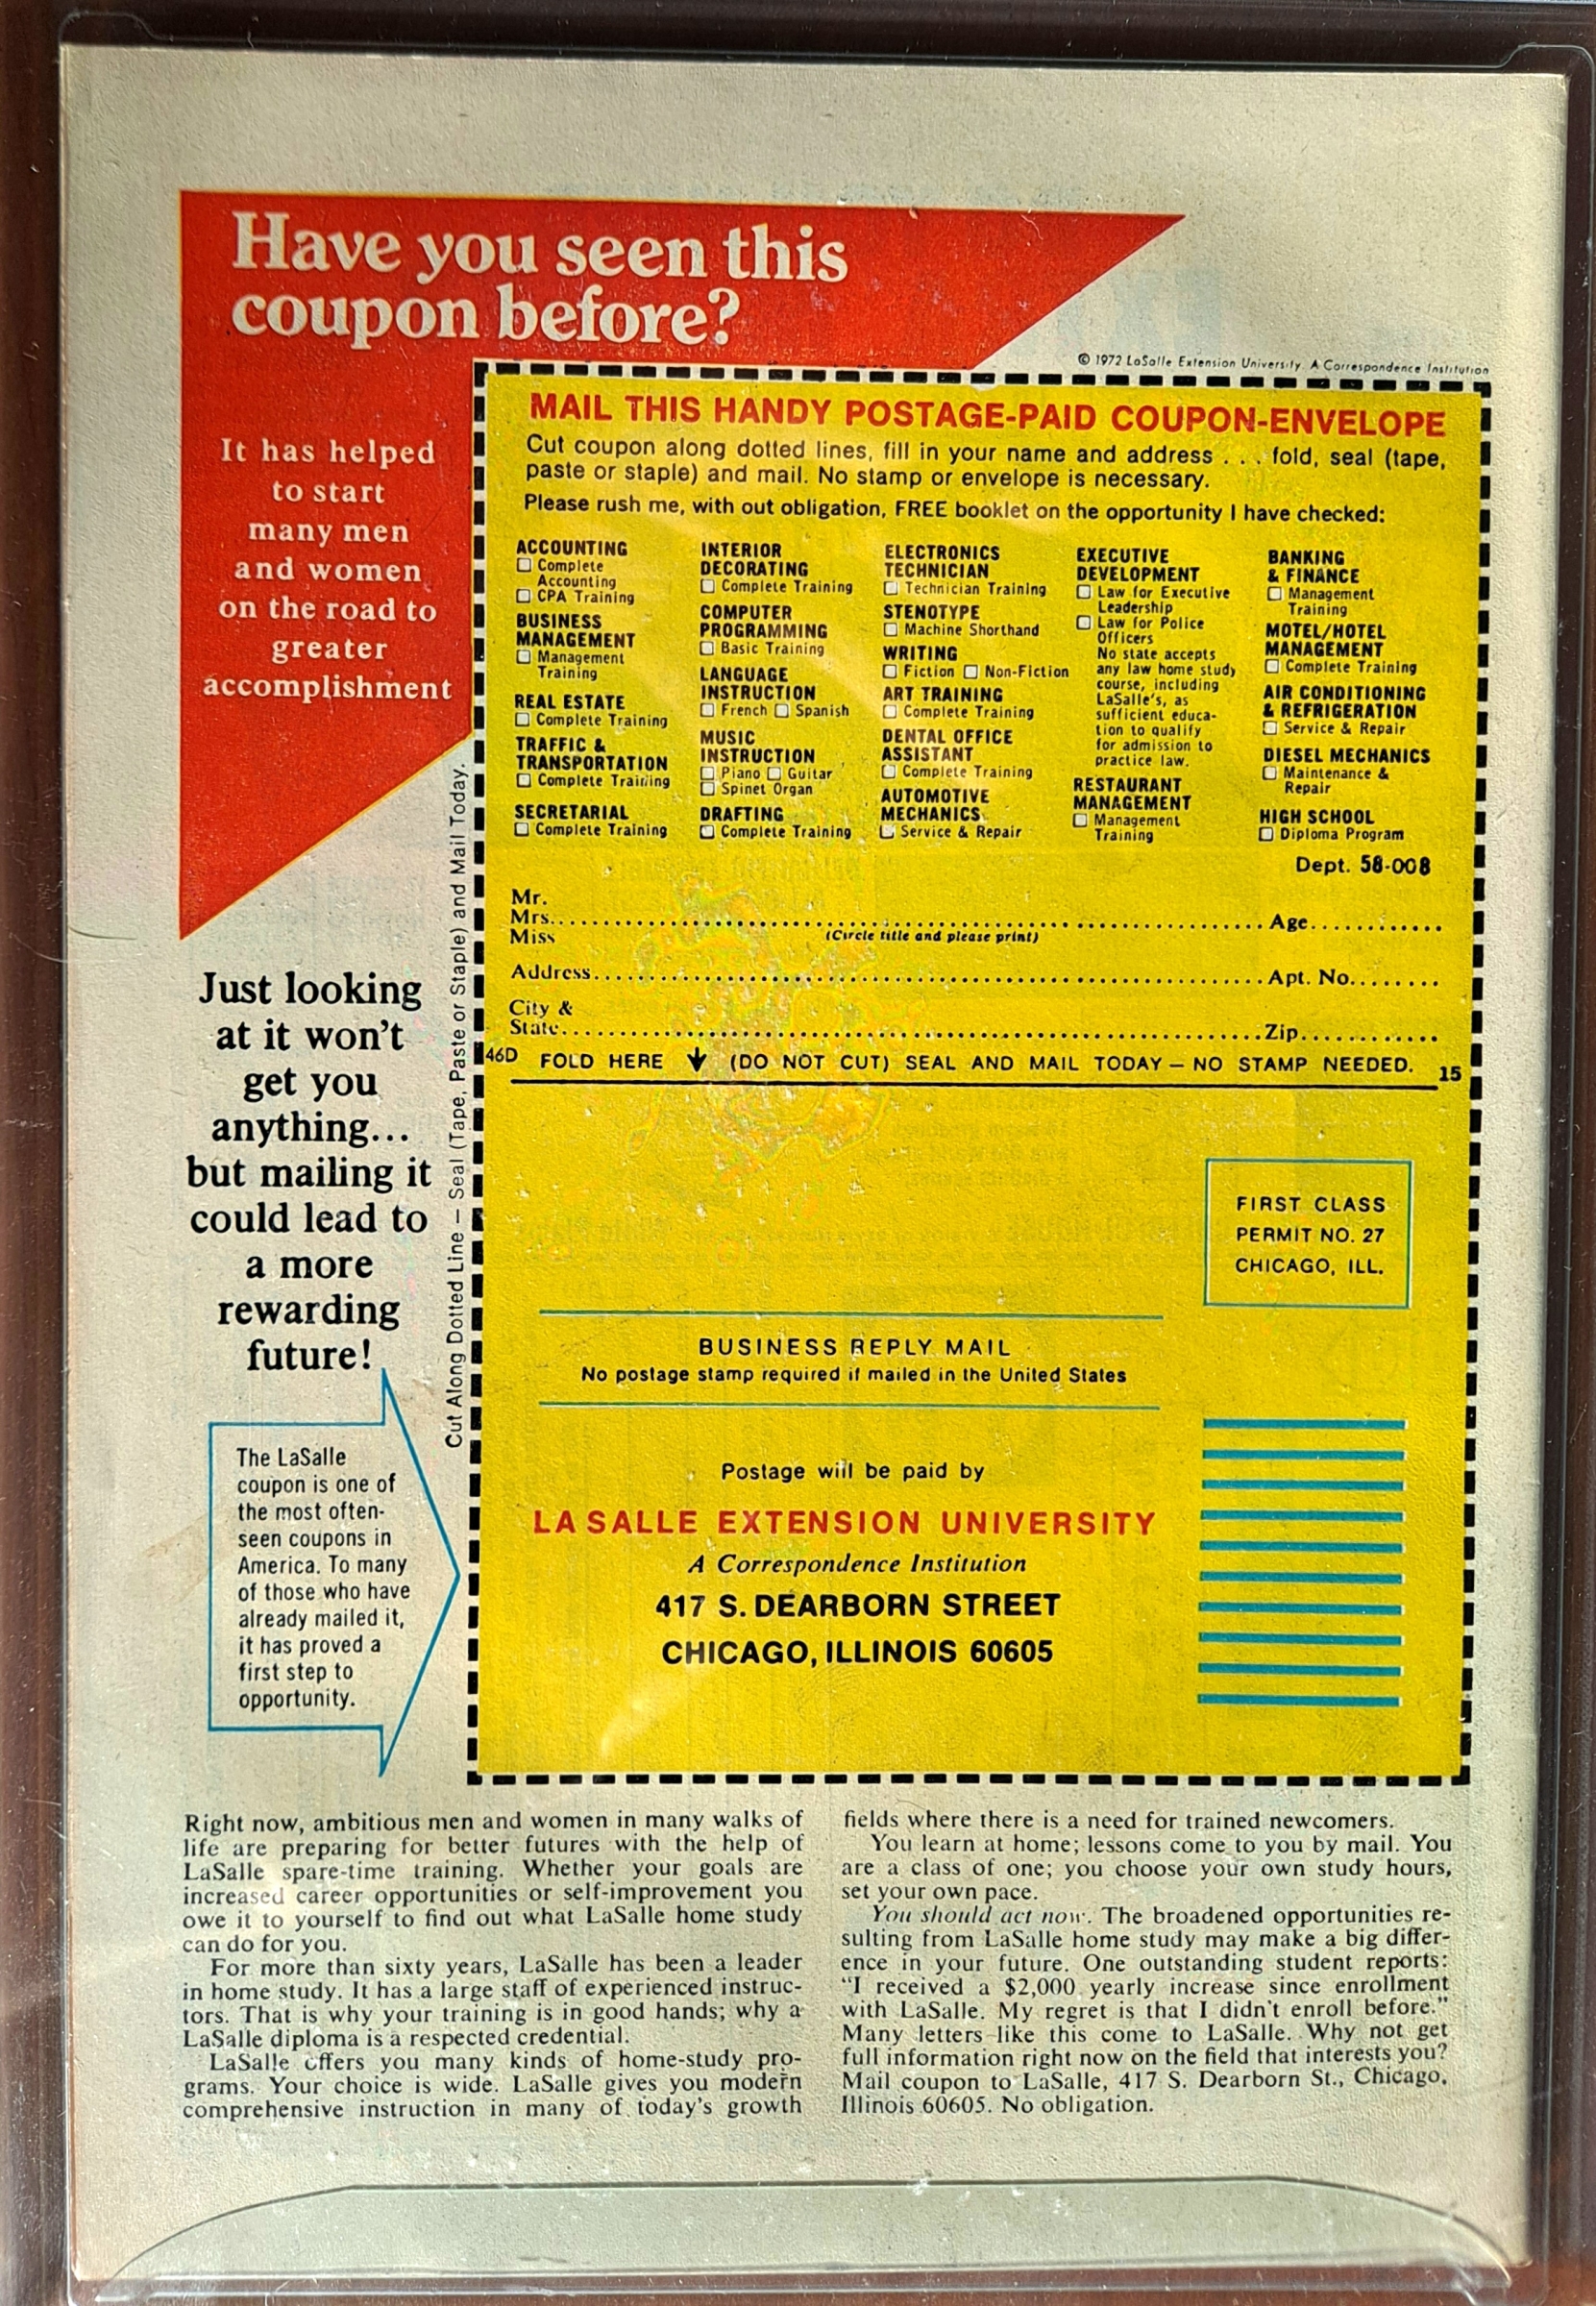 Have you seen this
coupon before?
© 1972 LaSalle Extension University. A Correspondence Institution
It has helped
to start
many men
and women
on the road to
greater
accomplishment
Just looking
at it won't
get you
anything...
but mailing it
could lead to
a more
rewarding
future!
The LaSalle
coupon is one of
the most often-
seen coupons in
America. To many
of those who have
already mailed it,
it has proved a
first step to
opportunity.
Cut Along Dotted Line — Seal (Tape, Paste or Staple) and Mail Today.
MAIL THIS HANDY POSTAGE-PAID COUPON-ENVELOPE
Cut coupon along dotted lines, fill in your name and address . . . fold, seal (tape,
paste or staple) and mail. No stamp or envelope is necessary.
Please rush me, with out obligation, FREE booklet on the opportunity I have checked:
ACCOUNTING
☐ Complete
Accounting
☐ CPA Training
BUSINESS
MANAGEMENT
☐ Management
Training
REAL ESTATE
☐ Complete Training
TRAFFIC &
TRANSPORTATION
☐ Complete Training
SECRETARIAL
☐ Complete Training
INTERIOR
DECORATING
☐ Complete Training
COMPUTER
PROGRAMMING
☐ Basic Training
LANGUAGE
INSTRUCTION
☐ French ☐ Spanish
MUSIC
INSTRUCTION
☐ Piano ☐ Guitar
☐ Spinet Organ
DRAFTING
☐ Complete Training
ELECTRONICS
TECHNICIAN
☐ Technician Training
STENOTYPE
☐ Machine Shorthand
WRITING
☐ Fiction ☐ Non-Fiction
ART TRAINING
☐ Complete Training
DENTAL OFFICE
ASSISTANT
☐ Complete Training
AUTOMOTIVE
MECHANICS
☐ Service & Repair
EXECUTIVE
DEVELOPMENT
☐ Law for Executive
Leadership
☐ Law for Police
Officers
No state accepts
any law home study
course, including
LaSalle's, as
sufficient educa-
tion to qualify
for admission to
practice law.
RESTAURANT
MANAGEMENT
☐ Management
Training
BANKING
& FINANCE
☐ Management
Training
MOTEL/HOTEL
MANAGEMENT
☐ Complete Training
AIR CONDITIONING
& REFRIGERATION
☐ Service & Repair
DIESEL MECHANICS
☐ Maintenance &
Repair
HIGH SCHOOL
☐ Diploma Program
Dept. 58-008
Mr.
Mrs.................................................................. Age............
Miss (Circle title and please print)
Address.............................................................. Apt. No........
City &
State................................................................ Zip............
46D FOLD HERE ↓ (DO NOT CUT) SEAL AND MAIL TODAY — NO STAMP NEEDED. 15
FIRST CLASS
PERMIT NO. 27
CHICAGO, ILL.
BUSINESS REPLY MAIL
No postage stamp required if mailed in the United States
Postage will be paid by
LA SALLE EXTENSION UNIVERSITY
A Correspondence Institution
417 S. DEARBORN STREET
CHICAGO, ILLINOIS 60605
Right now, ambitious men and women in many walks of
life are preparing for better futures with the help of
LaSalle spare-time training. Whether your goals are
increased career opportunities or self-improvement you
owe it to yourself to find out what LaSalle home study
can do for you.
For more than sixty years, LaSalle has been a leader
in home study. It has a large staff of experienced instruc-
tors. That is why your training is in good hands; why a
LaSalle diploma is a respected credential.
LaSalle offers you many kinds of home-study pro-
grams. Your choice is wide. LaSalle gives you modern
comprehensive instruction in many of today's growth
fields where there is a need for trained newcomers.
You learn at home; lessons come to you by mail. You
are a class of one; you choose your own study hours,
set your own pace.
You should act now. The broadened opportunities re-
sulting from LaSalle home study may make a big differ-
ence in your future. One outstanding student reports:
"I received a $2,000 yearly increase since enrollment
with LaSalle. My regret is that I didn't enroll before."
Many letters like this come to LaSalle. Why not get
full information right now on the field that interests you?
Mail coupon to LaSalle, 417 S. Dearborn St., Chicago,
Illinois 60605. No obligation.